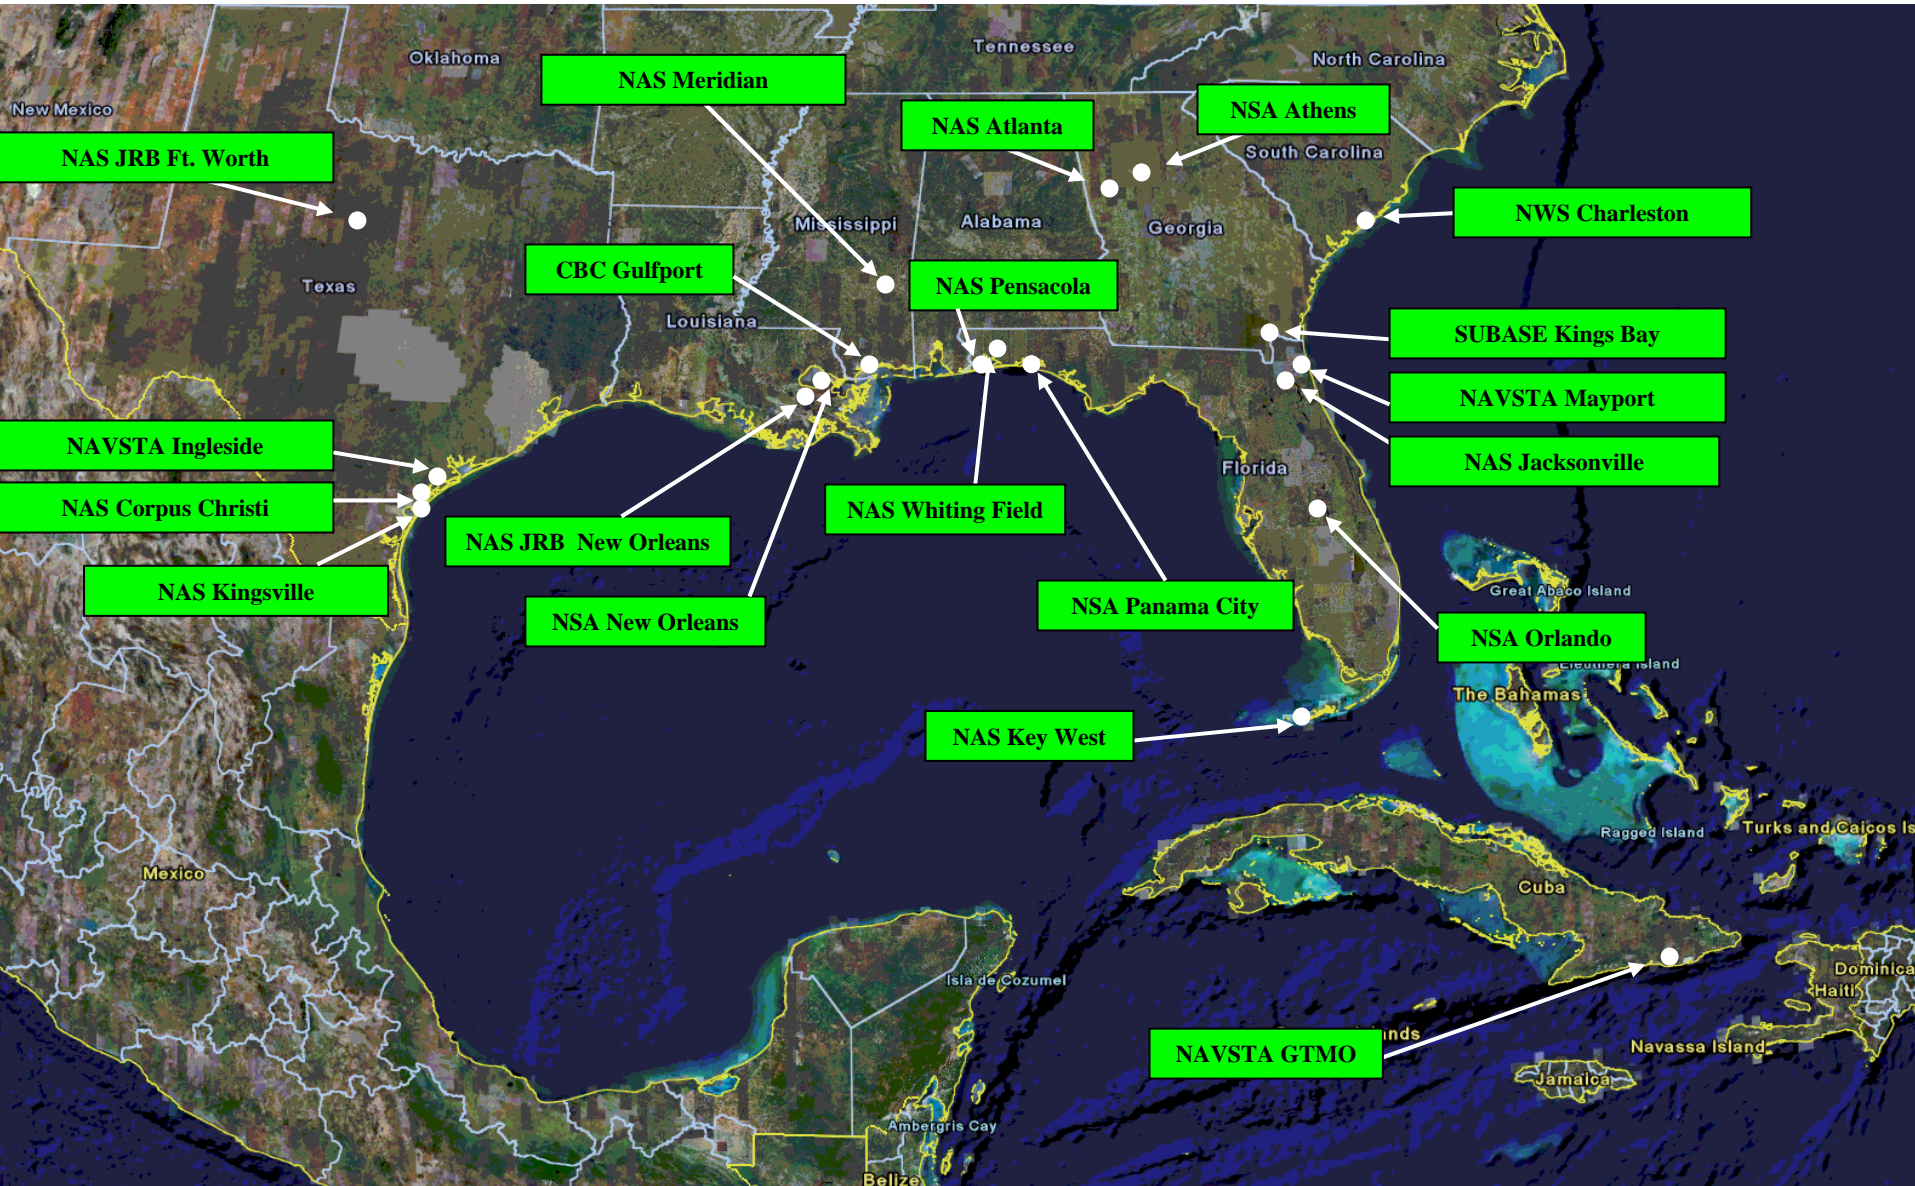 Tennessee
Oklahoma
North Carolina
NAS Meridian
New Mexico
NSA Athens
NAS Atlanta
South Carolina
NAS JRB Ft. Worth
NWS Charleston
Mississippi
Alabama
Georgia
CBC Gulfport
NAS Pensacola
Texas
Louisiana
SUBASE Kings Bay
NAVSTA Mayport
NAVSTA Ingleside
NAS Jacksonville
Florida
NAS Corpus Christi
NAS Whiting Field
NAS JRB  New Orleans
NAS Kingsville
Great Abaco Island
NSA Panama City
NSA New Orleans
NSA Orlando
Eleuthera Island
The Bahamas
NAS Key West
Ragged Island
Turks and Caicos Is
Mexico
Cuba
Isla de Cozumel
Dominica
Haiti
nds
Navassa Island
NAVSTA GTMO
Jamaica
Ambergris Cay
Belize